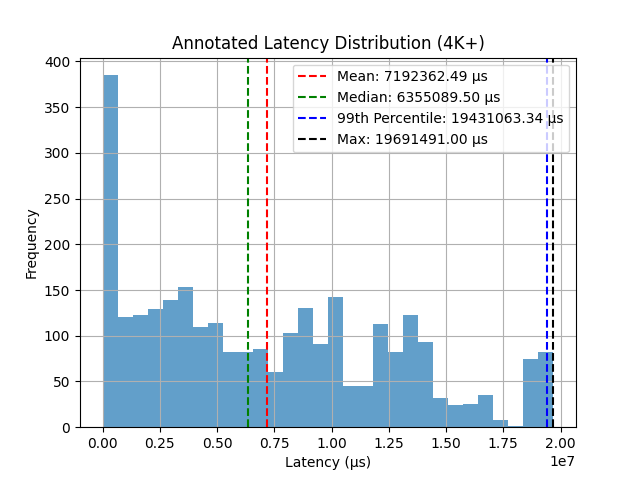 Annotated Latency Distribution (4K+)
400
350
300
250
200
150
100
50
0
Frequency
Mean: 7192362.49 µs
Median: 6355089.50 µs
99th Percentile: 19431063.34 µs
Max: 19691491.00 µs
0.00 0.25 0.50 0.75 1.00 1.25 1.50 1.75 2.00
1e7
Latency (µs)